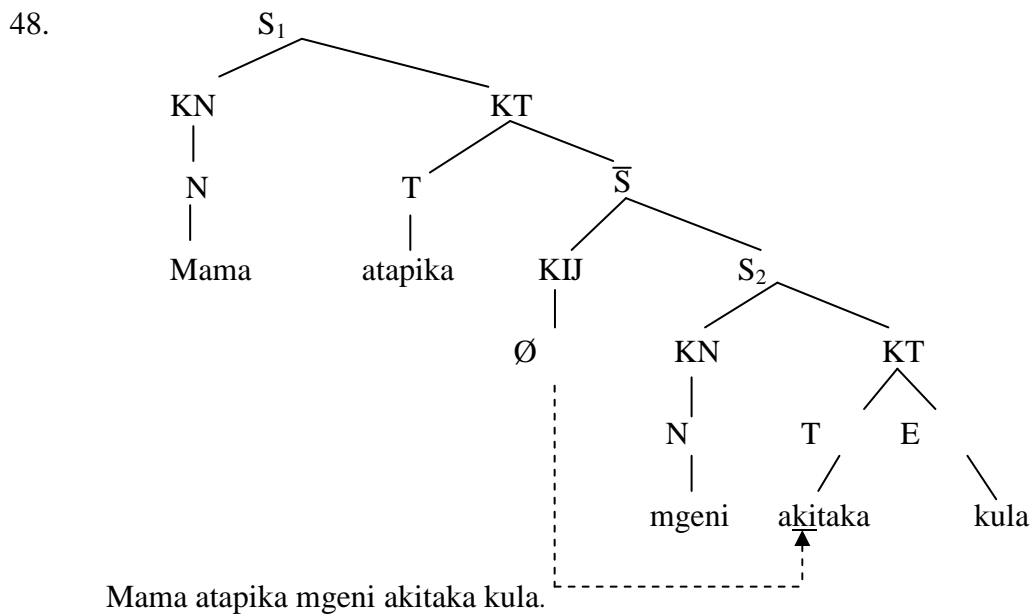 48. S₁
KN KT
N T S̅
Mama atapika KIJ S₂
Ø KN KT
N T E
mgeni akitaka kula
Mama atapika mgeni akitaka kula.